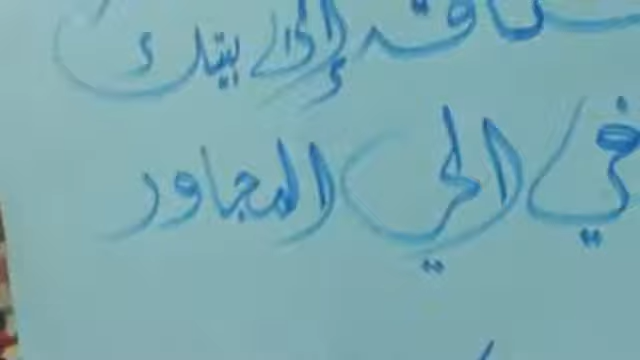 إلى بيتك
في الحي المجاور